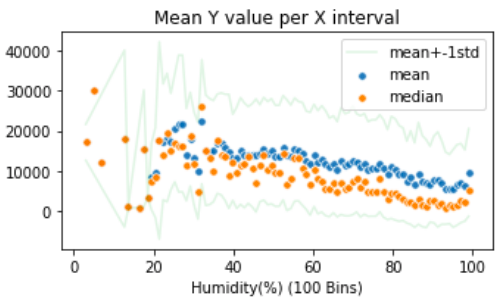 Mean Y value per X interval
mean+-1std
mean
median
40000
30000
20000
10000
0
0 20 40 60 80 100
Humidity(%) (100 Bins)